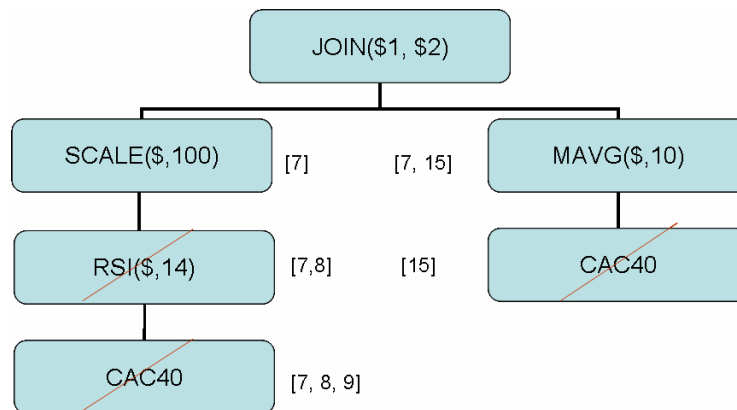 JOIN($1, $2)
SCALE($,100)
[7]
[7, 15]
MAVG($,10)
RSI($,14)
[7,8]
[15]
CAC40
CAC40
[7, 8, 9]